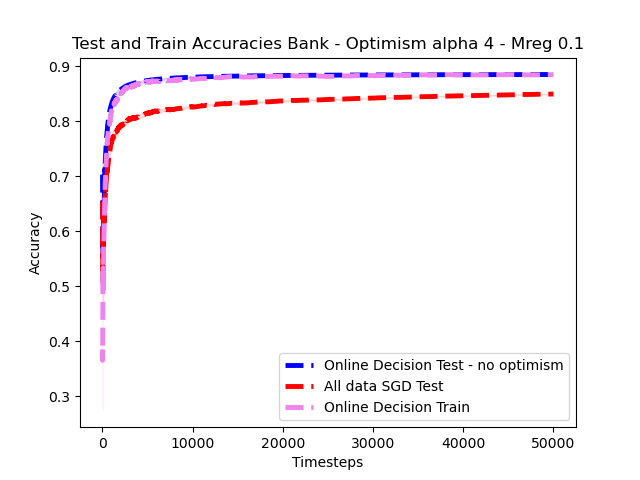 Test and Train Accuracies Bank - Optimism alpha 4 - Mreg 0.1
0.9
0.8
0.7
0.6
0.5
0.4
0.3
Accuracy
Online Decision Test - no optimism
All data SGD Test
Online Decision Train
0 10000 20000 30000 40000 50000
Timesteps